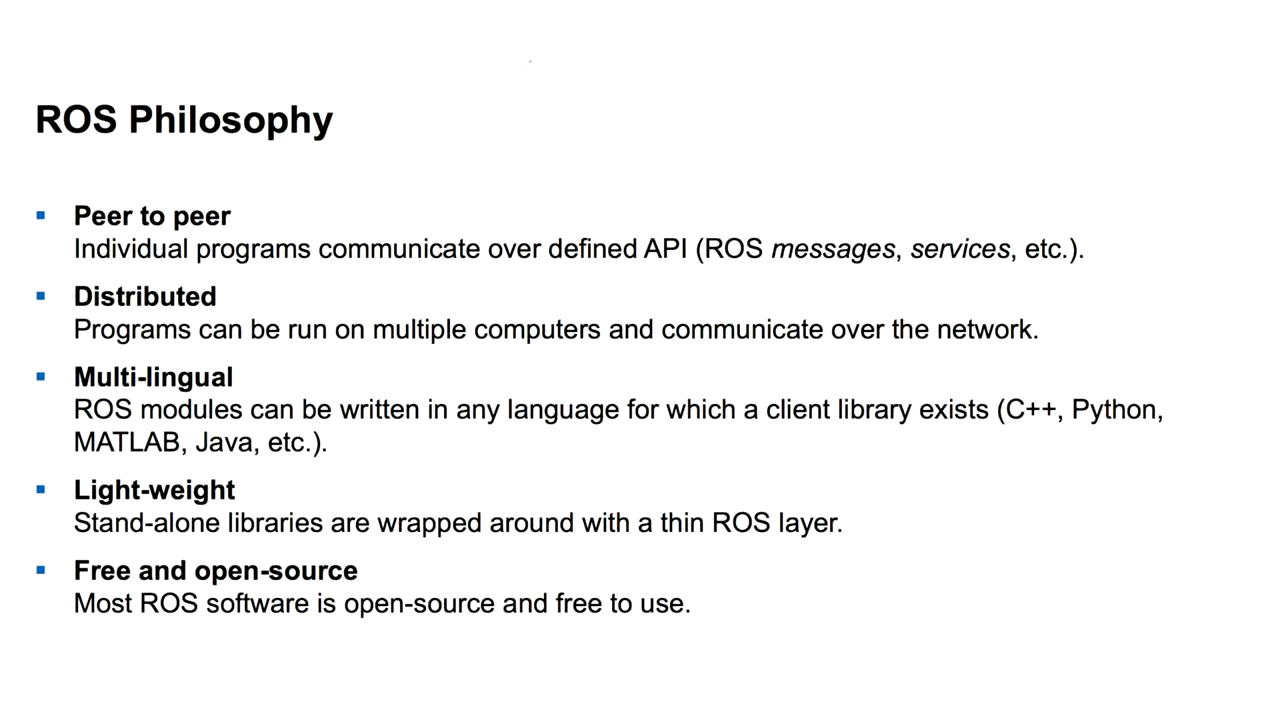 ROS Philosophy
Peer to peer
Individual programs communicate over defined API (ROS messages, services, etc.).
Distributed
Programs can be run on multiple computers and communicate over the network.
Multi-lingual
ROS modules can be written in any language for which a client library exists (C++, Python,
MATLAB, Java, etc.).
Light-weight
Stand-alone libraries are wrapped around with a thin ROS layer.
Free and open-source
Most ROS software is open-source and free to use.